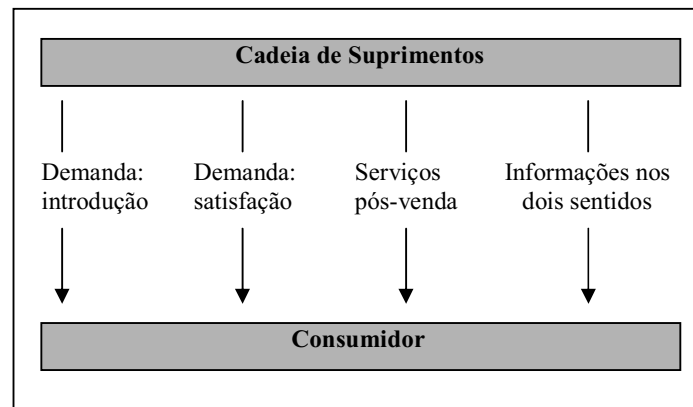 Cadeia de Suprimentos
Demanda:
introdução
Demanda:
satisfação
Serviços
pós-venda
Informações nos
dois sentidos
Consumidor